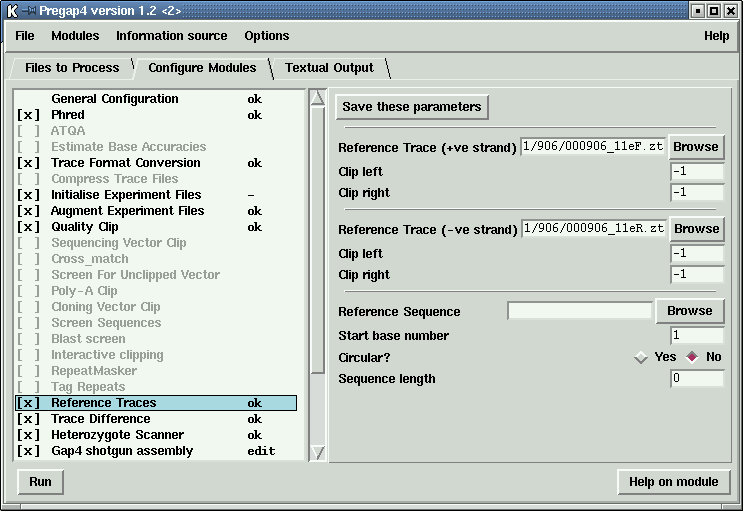 K Pregap4 version 1.2 <2>
File Modules Information source Options Help
Files to Process Configure Modules Textual Output
General Configuration ok
[x] Phred ok
[ ] ATQA
[ ] Estimate Base Accuracies
[x] Trace Format Conversion ok
[ ] Compress Trace Files
[x] Initialise Experiment Files -
[x] Augment Experiment Files ok
[x] Quality Clip ok
[ ] Sequencing Vector Clip
[ ] Cross_match
[ ] Screen For Unclipped Vector
[ ] Poly-A Clip
[ ] Cloning Vector Clip
[ ] Screen Sequences
[ ] Blast screen
[ ] Interactive clipping
[ ] RepeatMasker
[ ] Tag Repeats
[x] Reference Traces ok
[x] Trace Difference ok
[x] Heterozygote Scanner ok
[x] Gap4 shotgun assembly edit
Save these parameters
Reference Trace (+ve strand) 1/906/000906_11eF.zt Browse
Clip left -1
Clip right -1
Reference Trace (-ve strand) 1/906/000906_11eR.zt Browse
Clip left -1
Clip right -1
Reference Sequence Browse
Start base number 1
Circular? Yes No
Sequence length 0
Run Help on module